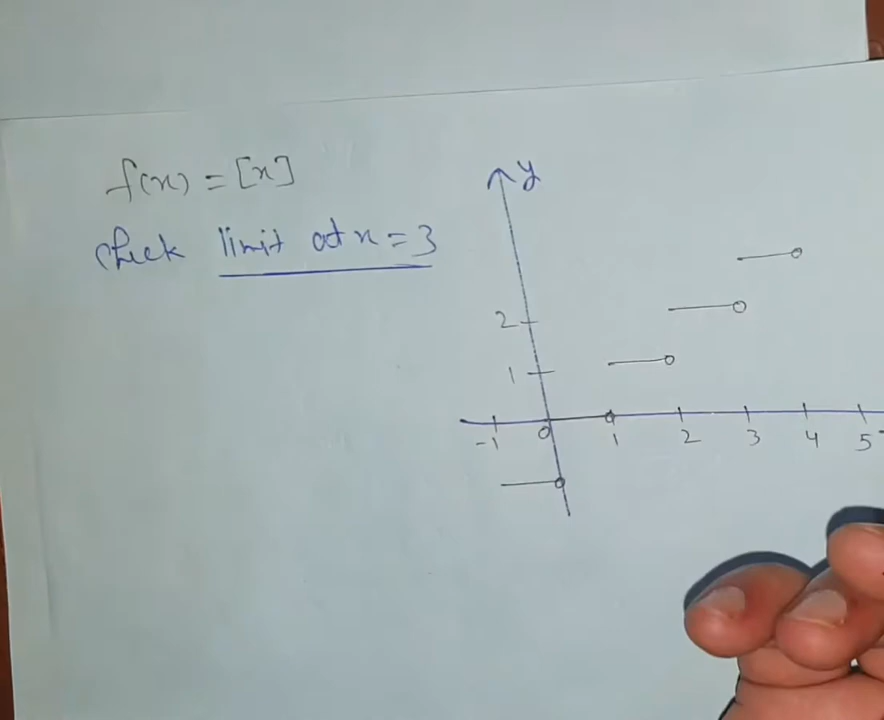 f(x) = [x]
check limit at x = 3
y
2
1
-1 0 1 2 3 4 5